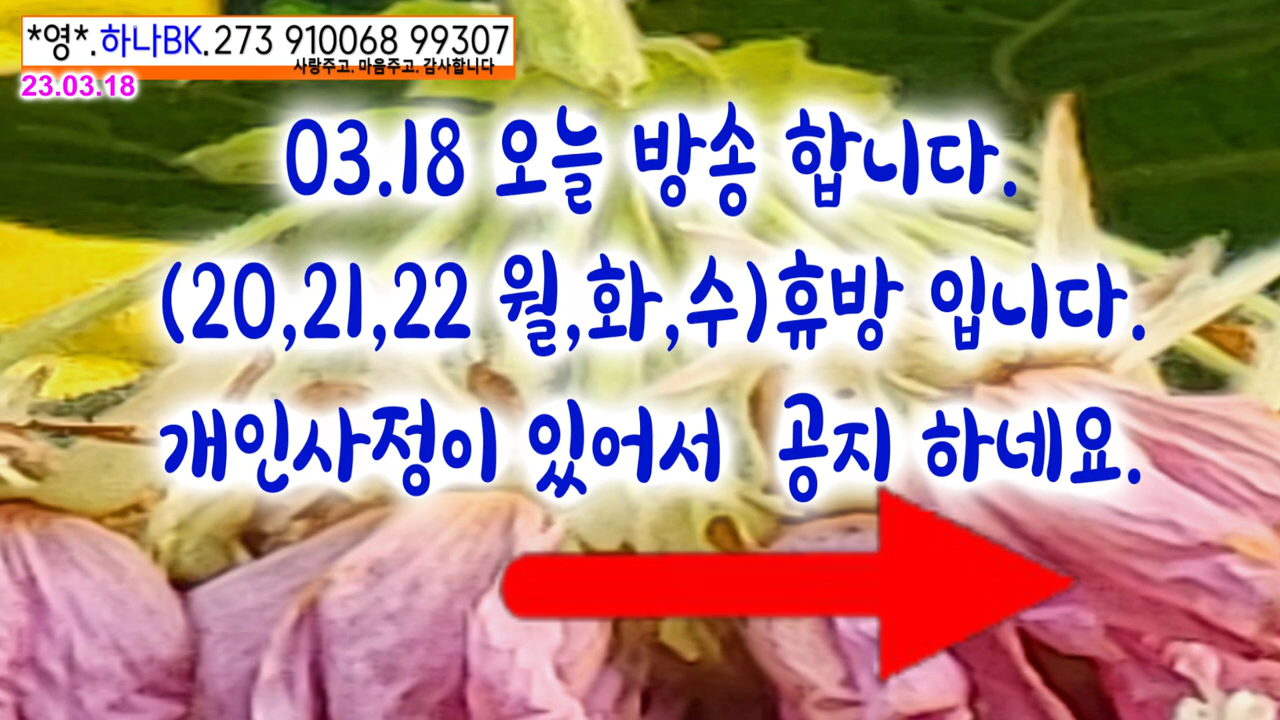 *영*.하나BK.273 910068 99307
사랑주고. 마음주고. 감사합니다
23.03.18
03.18 오늘 방송 합니다.
(20,21,22 월,화,수)휴방 입니다.
개인사정이 있어서 공지 하네요.